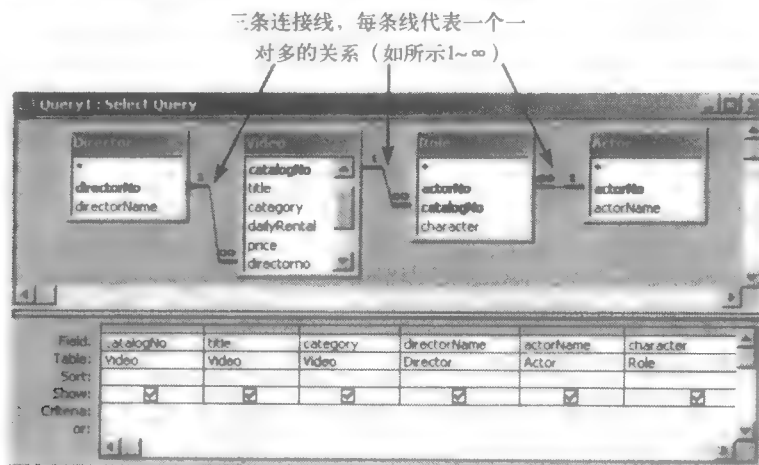 三条连接线，每条线代表一个一
对多的关系（如所示1~∞）
Query1 : Select Query
Director
*
directorNo
directorName
Video
catalogNo
title
catagory
dailyRental
price
directorno
Role
*
actorNo
catalogNo
character
Actor
*
actorNo
actorName
1 ∞
1 ∞
∞ 1
Field: catalogNo title category directorName actorName character
Table: Video Video Video Director Actor Role
Sort:
Show:
Criteria:
or: